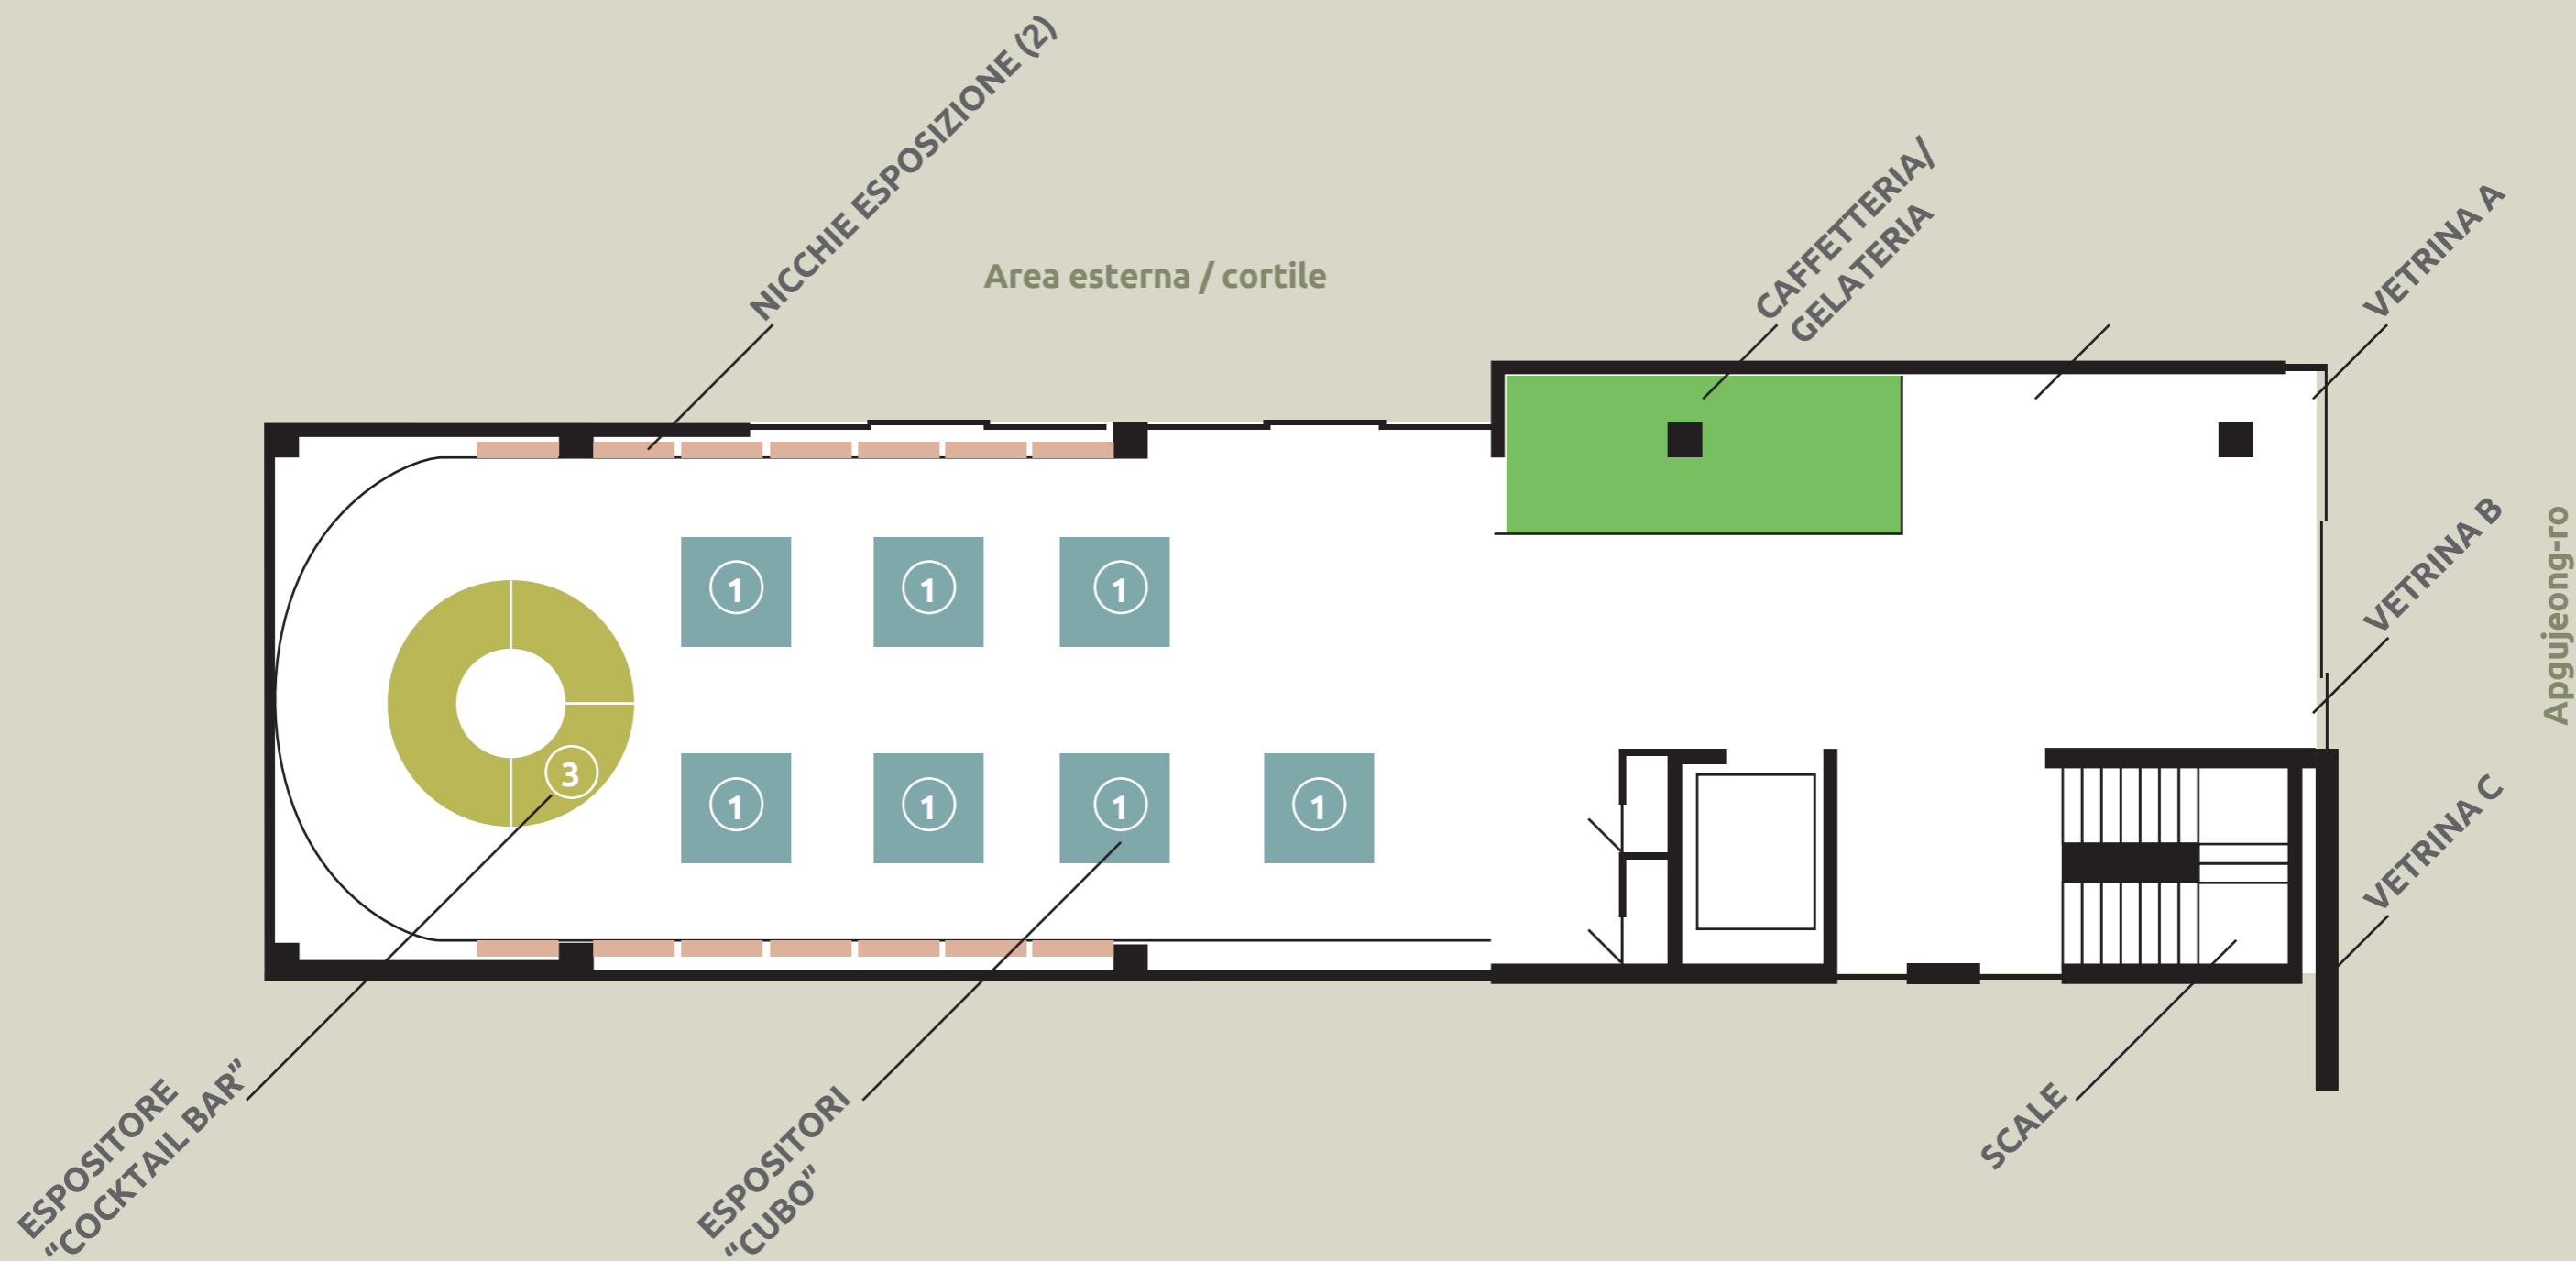 NICCHIE ESPOSIZIONE (2)
Area esterna / cortile
CAFFETTERIA/
GELATERIA
VETRINA A
VETRINA B
Apgujeong-ro
VETRINA C
1
1
1
3
1
1
1
1
ESPOSITORE
“COCKTAIL BAR”
ESPOSITORI
“CUBO”
SCALE